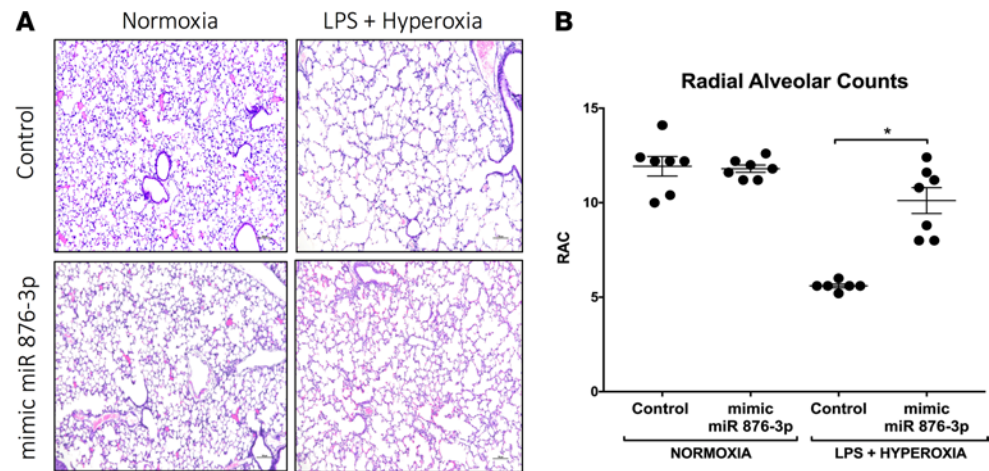 A
Normoxia
LPS + Hyperoxia
Control
mimic miR 876-3p
B
Radial Alveolar Counts
RAC
15
10
5
0
*
Control
mimic
miR 876-3p
Control
mimic
miR 876-3p
NORMOXIA
LPS + HYPEROXIA